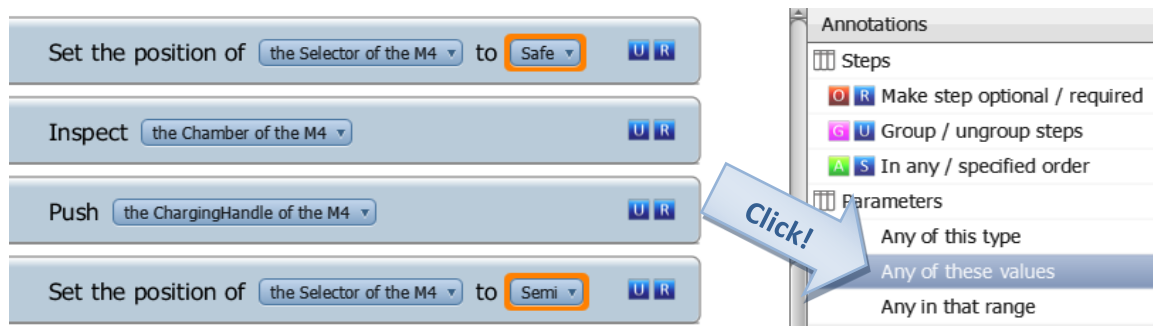 Set the position of the Selector of the M4 to Safe U R
Inspect the Chamber of the M4 U R
Push the ChargingHandle of the M4 U R
Set the position of the Selector of the M4 to Semi U R
Annotations
Steps
O R Make step optional / required
G U Group / ungroup steps
A S In any / specified order
Parameters
Any of this type
Click!
Any of these values
Any in that range